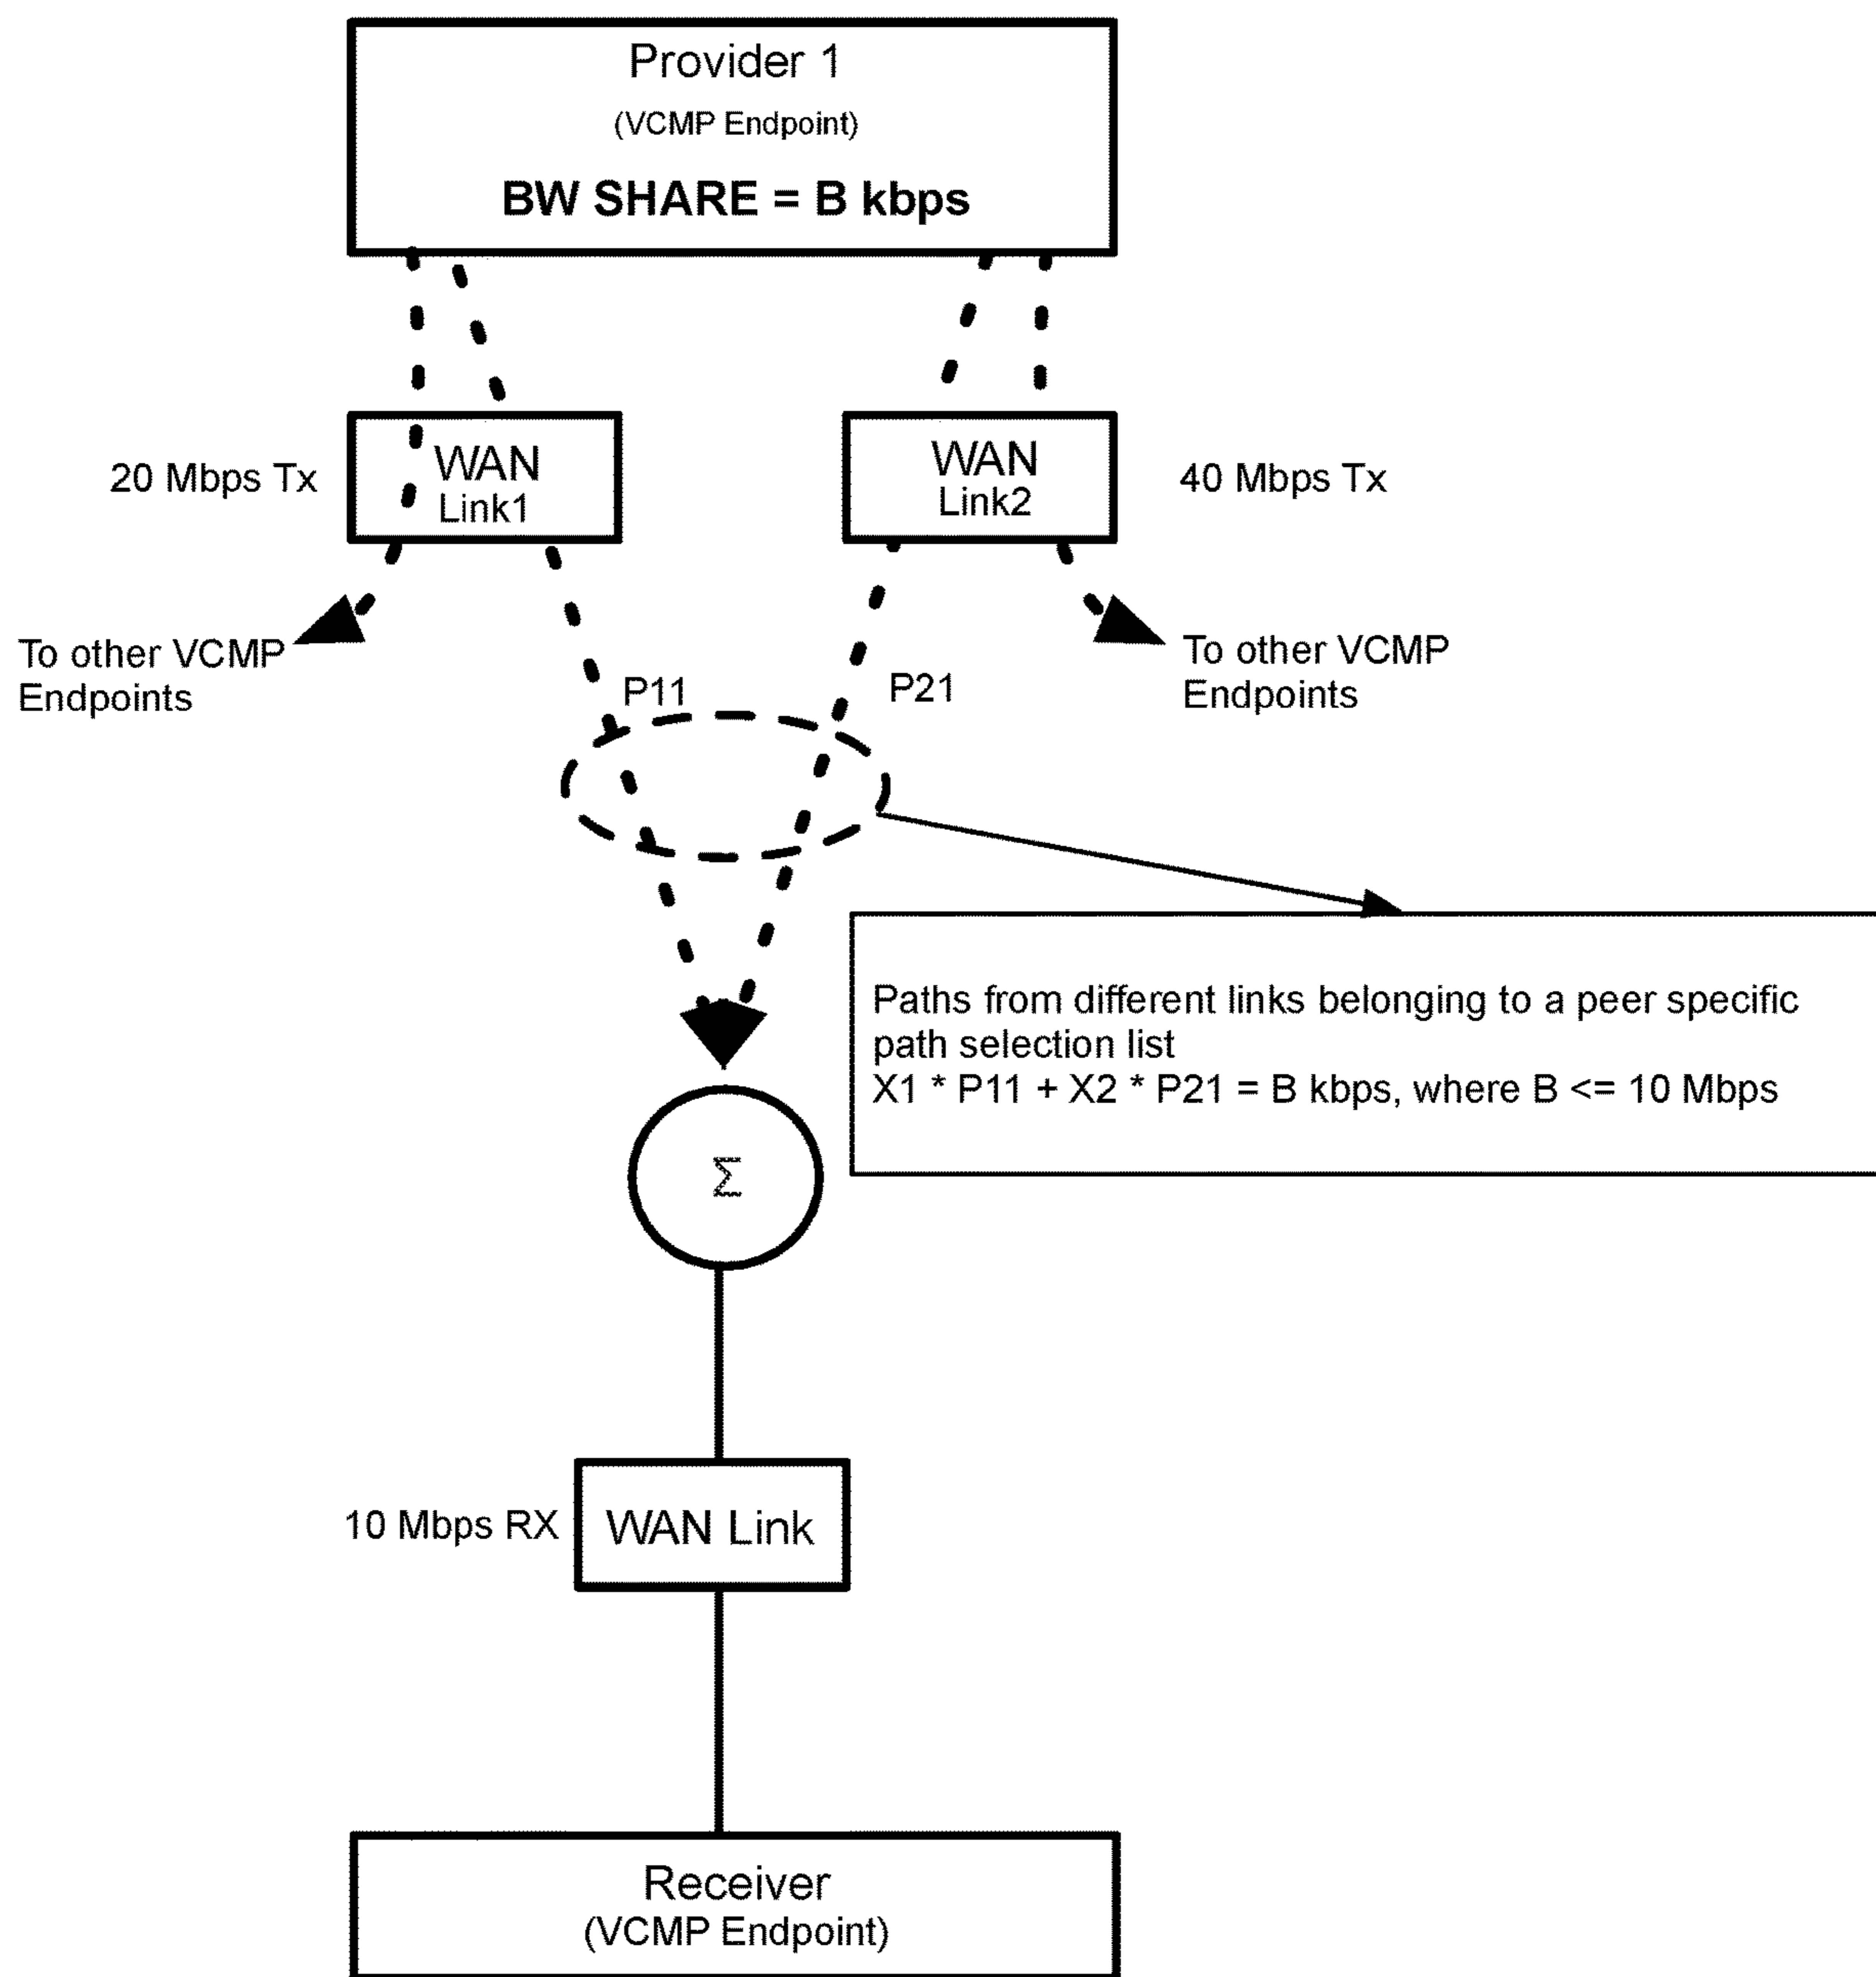 Provider 1
(VCMP Endpoint)
BW SHARE = B kbps
20 Mbps Tx
WAN
Link1
WAN
Link2
40 Mbps Tx
To other VCMP
Endpoints
P11
P21
To other VCMP
Endpoints
Paths from different links belonging to a peer specific
path selection list
X1 * P11 + X2 * P21 = B kbps, where B <= 10 Mbps
Σ
10 Mbps RX
WAN Link
Receiver
(VCMP Endpoint)